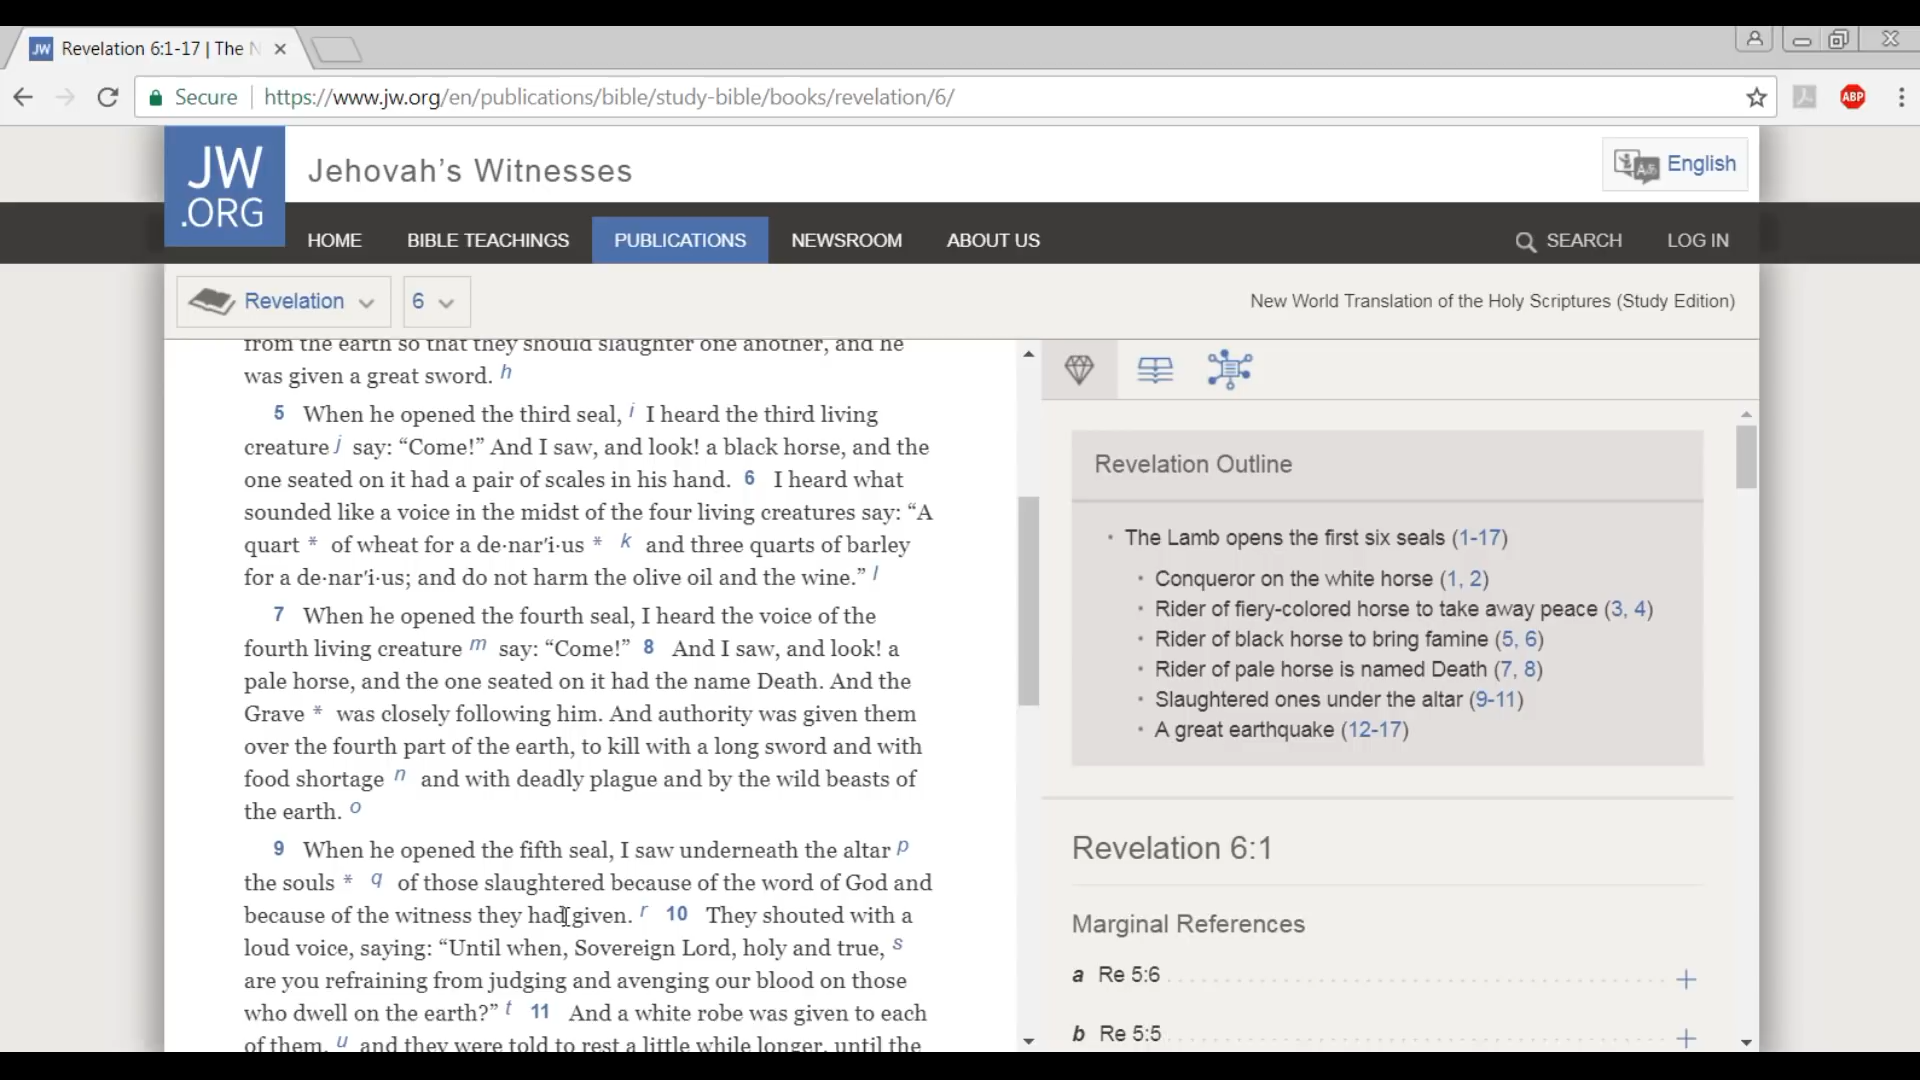 JW Revelation 6:1-17 | The N
Secure https://www.jw.org/en/publications/bible/study-bible/books/revelation/6/
ABP
JW
.ORG
Jehovah's Witnesses
English
HOME BIBLE TEACHINGS PUBLICATIONS NEWSROOM ABOUT US SEARCH LOG IN
Revelation 6 New World Translation of the Holy Scriptures (Study Edition)
from the earth so that they should slaughter one another, and he
was given a great sword. h
5 When he opened the third seal, i I heard the third living
creature j say: “Come!” And I saw, and look! a black horse, and the
one seated on it had a pair of scales in his hand. 6 I heard what
sounded like a voice in the midst of the four living creatures say: “A
quart * of wheat for a de·nar′i·us * k and three quarts of barley
for a de·nar′i·us; and do not harm the olive oil and the wine.” l
7 When he opened the fourth seal, I heard the voice of the
fourth living creature m say: “Come!” 8 And I saw, and look! a
pale horse, and the one seated on it had the name Death. And the
Grave * was closely following him. And authority was given them
over the fourth part of the earth, to kill with a long sword and with
food shortage n and with deadly plague and by the wild beasts of
the earth. o
9 When he opened the fifth seal, I saw underneath the altar p
the souls * q of those slaughtered because of the word of God and
because of the witness they had given. r 10 They shouted with a
loud voice, saying: “Until when, Sovereign Lord, holy and true, s
are you refraining from judging and avenging our blood on those
who dwell on the earth?” t 11 And a white robe was given to each
of them, u and they were told to rest a little while longer, until the
Revelation Outline
• The Lamb opens the first six seals (1-17)
• Conqueror on the white horse (1, 2)
• Rider of fiery-colored horse to take away peace (3, 4)
• Rider of black horse to bring famine (5, 6)
• Rider of pale horse is named Death (7, 8)
• Slaughtered ones under the altar (9-11)
• A great earthquake (12-17)
Revelation 6:1
Marginal References
a Re 5:6
b Re 5:5